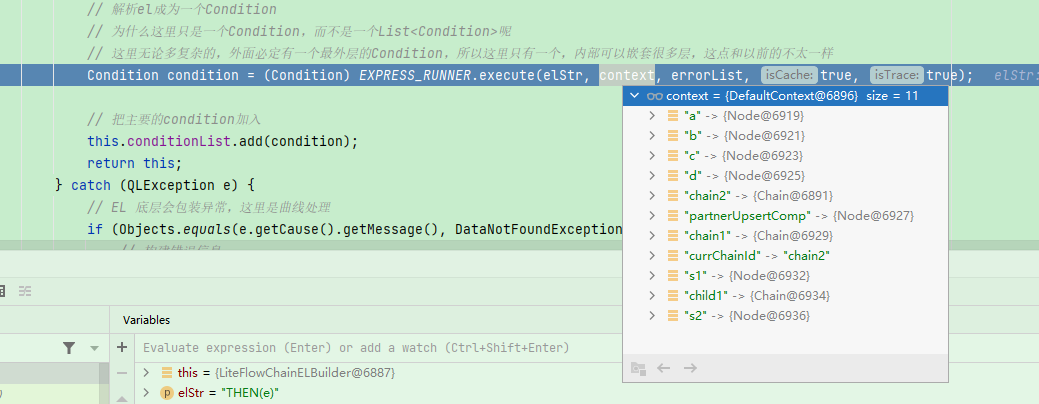 // 解析el成为一个Condition
// 为什么这里只是一个Condition，而不是一个List<Condition>呢
// 这里无论多复杂的，外面必定有一个最外层的Condition，所以这里只有一个，内部可以嵌套很多层，这点和以前的不太一样
Condition condition = (Condition) EXPRESS_RUNNER.execute(elStr, context, errorList, isCache: true, isTrace: true); elStr:
context = {DefaultContext@6896} size = 11
"a" -> {Node@6919}
"b" -> {Node@6921}
"c" -> {Node@6923}
"d" -> {Node@6925}
"chain2" -> {Chain@6891}
"partnerUpsertComp" -> {Node@6927}
"chain1" -> {Chain@6929}
"currChainId" -> "chain2"
"s1" -> {Node@6932}
"child1" -> {Chain@6934}
"s2" -> {Node@6936}
// 把主要的condition加入
this.conditionList.add(condition);
return this;
} catch (QLException e) {
// EL 底层会包装异常，这里是曲线处理
if (Objects.equals(e.getCause().getMessage(), DataNotFoundException
Variables
Evaluate expression (Enter) or add a watch (Ctrl+Shift+Enter)
this = {LiteFlowChainELBuilder@6887}
elStr = "THEN(e)"